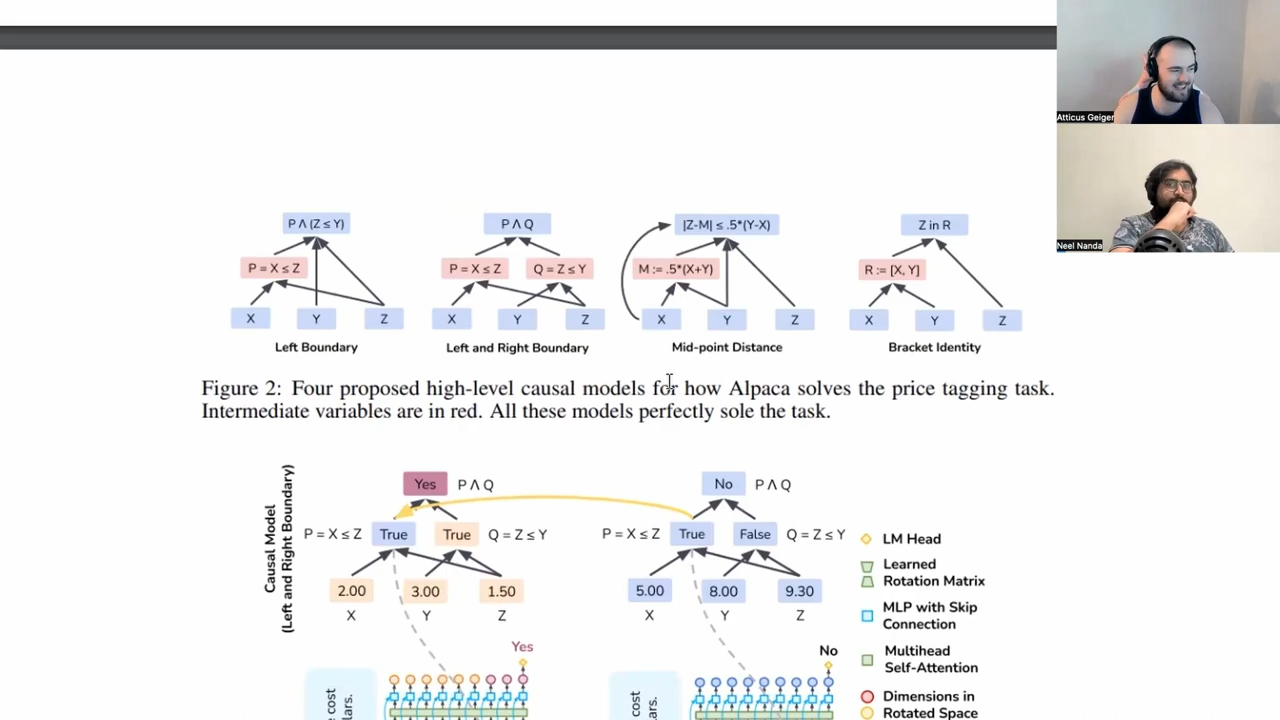 Atticus Geiger
Neel Nanda
P ∧ (Z ≤ Y)
P = X ≤ Z
X Y Z
Left Boundary
P ∧ Q
P = X ≤ Z Q = Z ≤ Y
X Y Z
Left and Right Boundary
|Z-M| ≤ .5*(Y-X)
M := .5*(X+Y)
X Y Z
Mid-point Distance
Z in R
R := [X, Y]
X Y Z
Bracket Identity
Figure 2: Four proposed high-level causal models for how Alpaca solves the price tagging task.
Intermediate variables are in red. All these models perfectly sole the task.
Causal Model
(Left and Right Boundary)
Yes P ∧ Q
P = X ≤ Z True True Q = Z ≤ Y
2.00 3.00 1.50
X Y Z
Yes
No P ∧ Q
P = X ≤ Z True False Q = Z ≤ Y
5.00 8.00 9.30
X Y Z
No
LM Head
Learned
Rotation Matrix
MLP with Skip
Connection
Multihead
Self-Attention
Dimensions in
Rotated Space
cost
lars.
cost
lars.